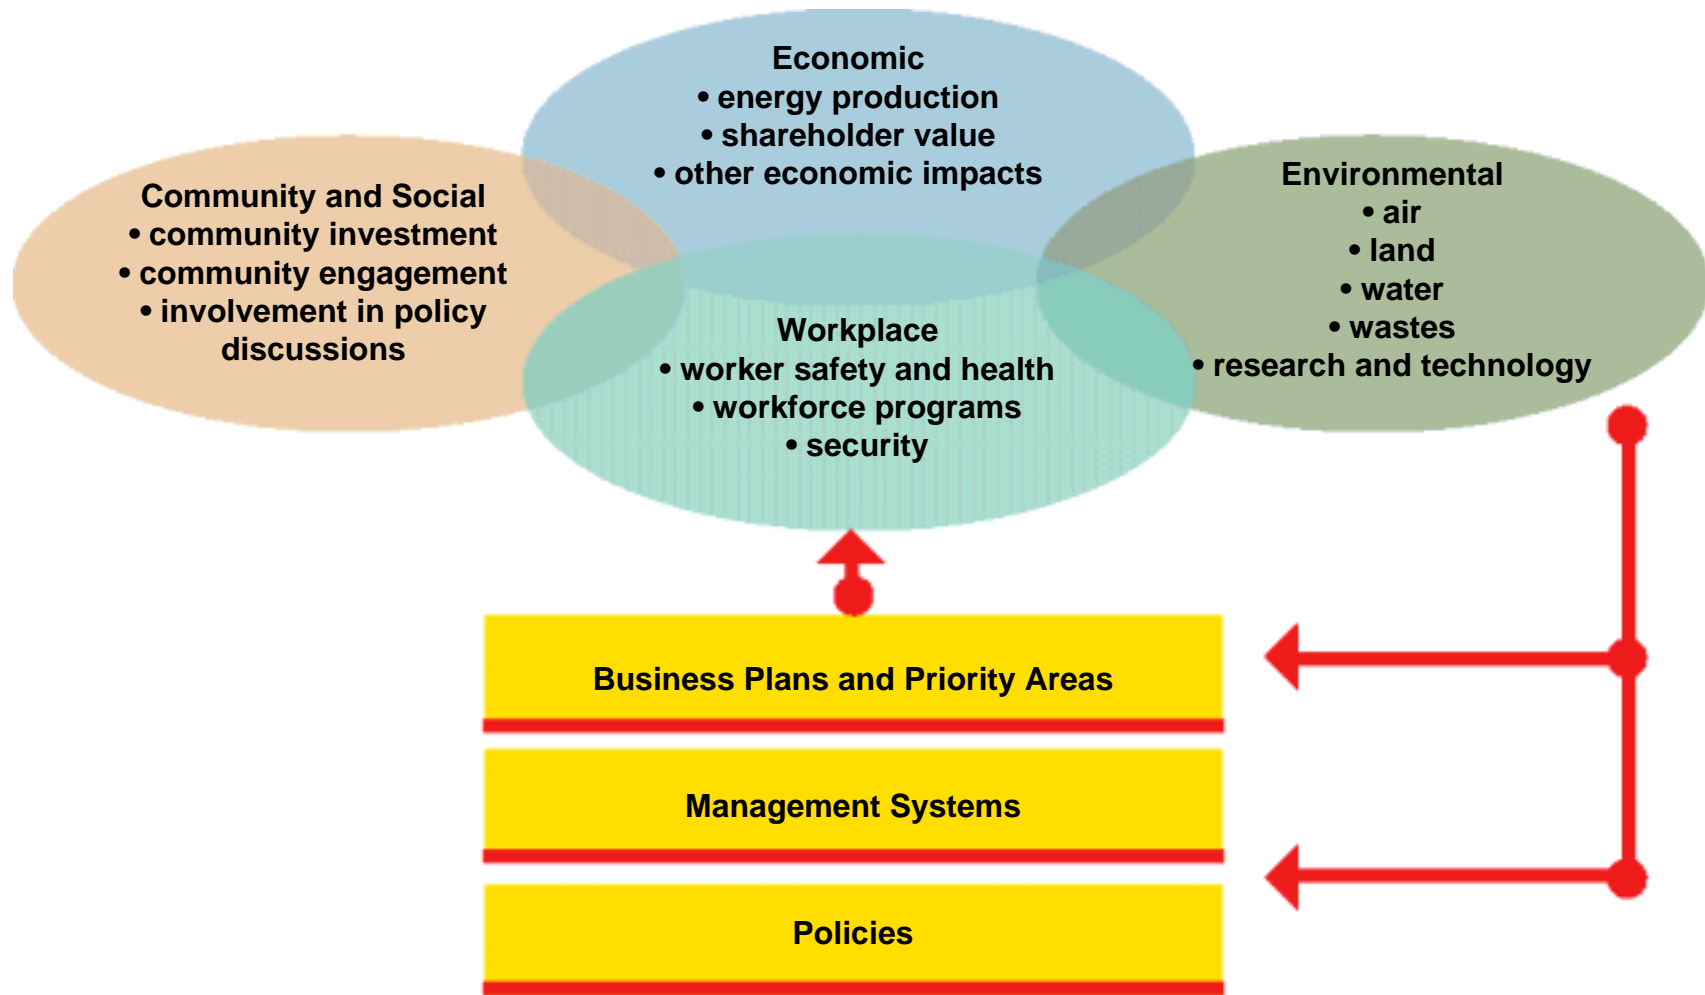 Economic
• energy production
• shareholder value
• other economic impacts
Community and Social
• community investment
• community engagement
• involvement in policy
discussions
Environmental
• air
• land
• water
• wastes
• research and technology
Workplace
• worker safety and health
• workforce programs
• security
Business Plans and Priority Areas
Management Systems
Policies